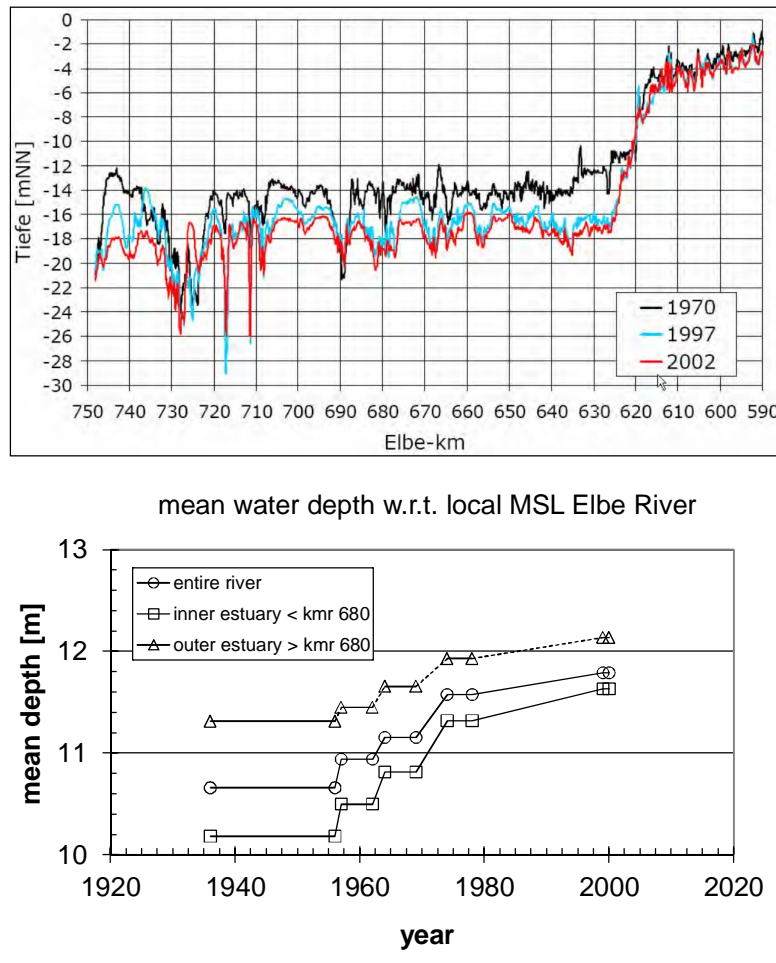 0
-2
-4
-6
-8
-10
-12
-14
-16
-18
-20
-22
-24
-26
-28
-30
Tiefe [mNN]
1970
1997
2002
750 740 730 720 710 700 690 680 670 660 650 640 630 620 610 600 590
Elbe-km
mean water depth w.r.t. local MSL Elbe River
13
12
11
10
mean depth [m]
entire river
inner estuary < kmr 680
outer estuary > kmr 680
1920 1940 1960 1980 2000 2020
year